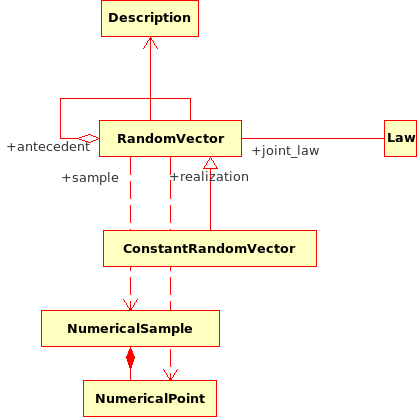 Description
RandomVector
Law
+antecedent
+joint_law
+sample
+realization
ConstantRandomVector
NumericalSample
NumericalPoint